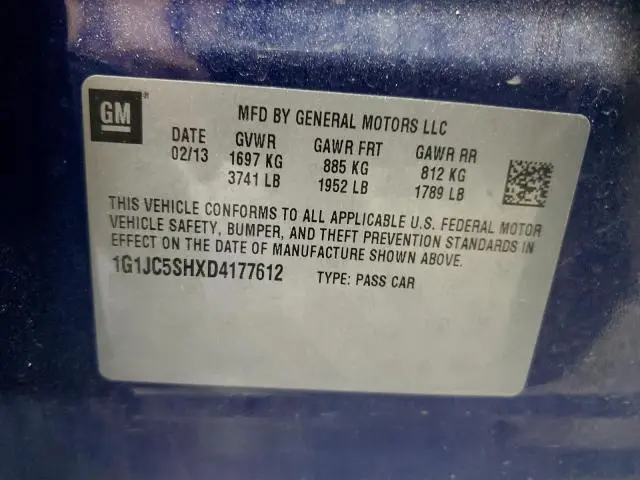 GM
MFD BY GENERAL MOTORS LLC
DATE GVWR GAWR FRT GAWR RR
02/13 1697 KG 885 KG 812 KG
3741 LB 1952 LB 1789 LB
THIS VEHICLE CONFORMS TO ALL APPLICABLE U.S. FEDERAL MOTOR
VEHICLE SAFETY, BUMPER, AND THEFT PREVENTION STANDARDS IN
EFFECT ON THE DATE OF MANUFACTURE SHOWN ABOVE.
1G1JC5SHXD4177612 TYPE: PASS CAR